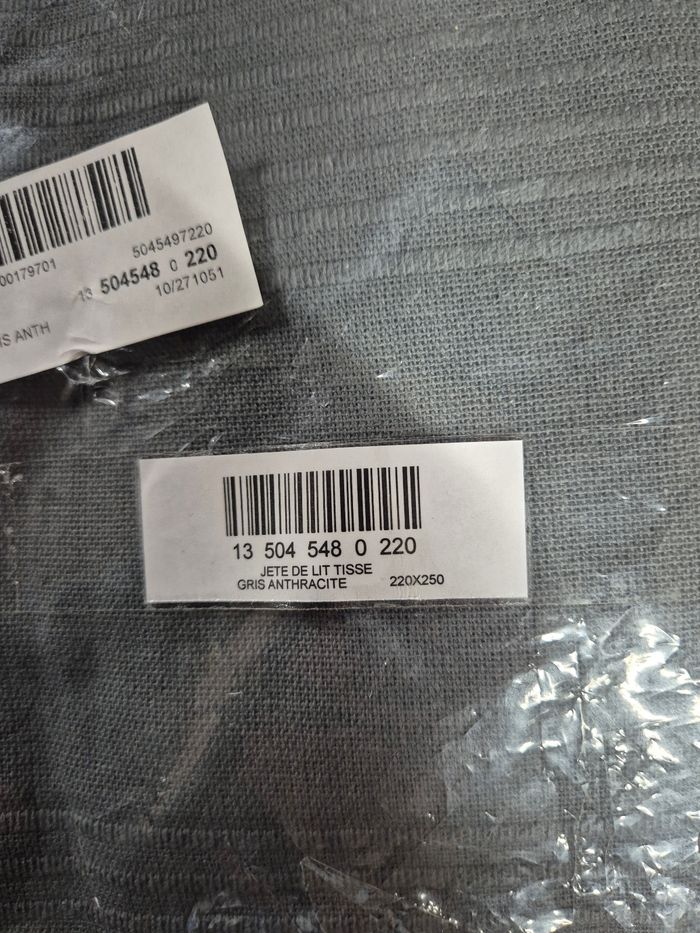 5045497220
00179701
13 504548 0 220
10/271051
IS ANTH
13 504 548 0 220
JETE DE LIT TISSE
GRIS ANTHRACITE 220X250